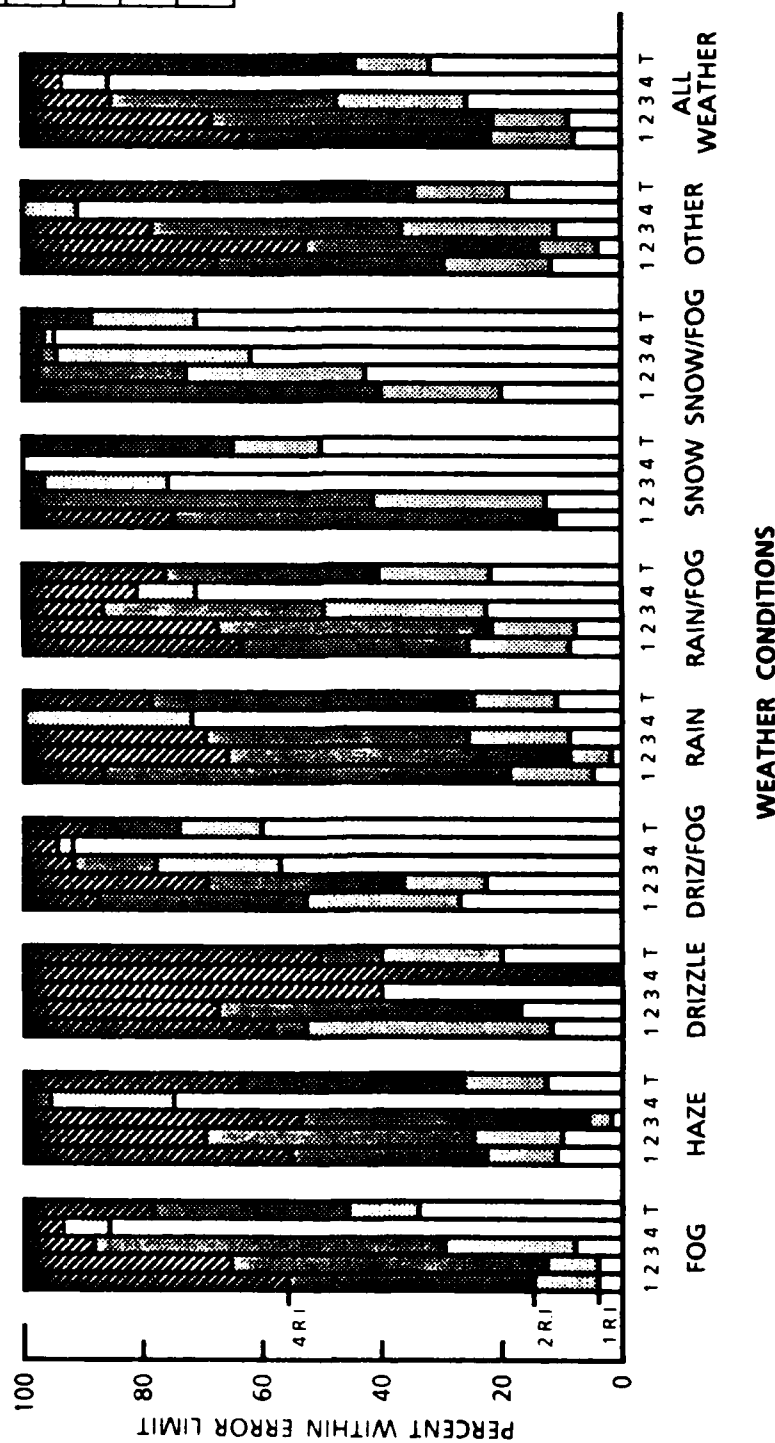 PERCENT WITHIN ERROR LIMIT
100
80
60
40
20
0
4 R I
2 R I
1 R I
1 2 3 4 T
1 2 3 4 T
1 2 3 4 T
1 2 3 4 T
1 2 3 4 T
1 2 3 4 T
1 2 3 4 T
1 2 3 4 T
1 2 3 4 T
1 2 3 4 T
FOG
HAZE
DRIZZLE
DRIZ/FOG
RAIN
RAIN/FOG
SNOW
SNOW/FOG
OTHER
ALL
WEATHER
WEATHER CONDITIONS